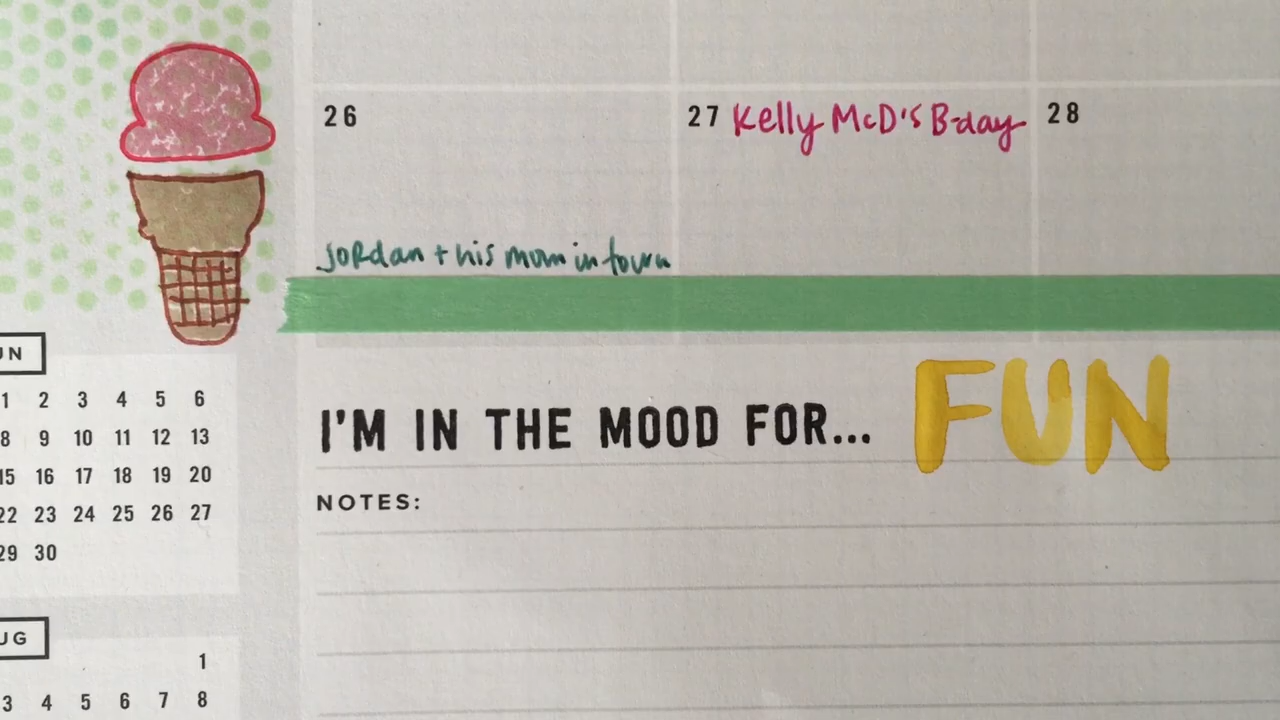 26
27 Kelly McD's B-day
28
Jordan + his mom in town
I'M IN THE MOOD FOR... FUN
NOTES:
UN
1 2 3 4 5 6
8 9 10 11 12 13
15 16 17 18 19 20
22 23 24 25 26 27
29 30
UG
1
3 4 5 6 7 8